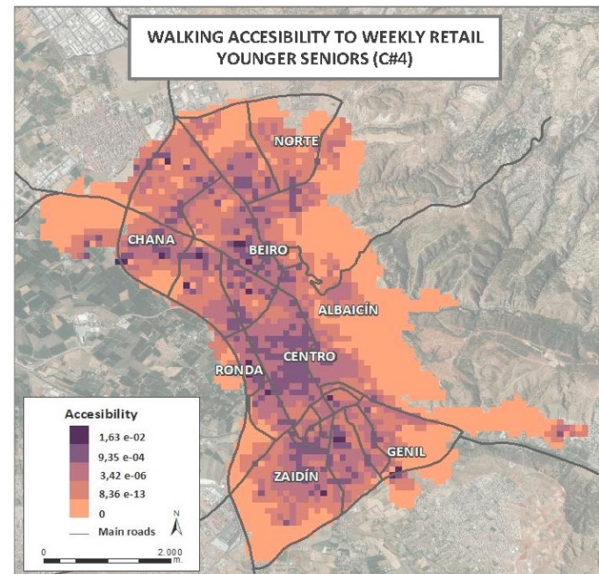 WALKING ACCESIBILITY TO WEEKLY RETAIL
YOUNGER SENIORS (C#4)
NORTE
CHANA
BEIRO
ALBAICÍN
CENTRO
RONDA
GENIL
ZAIDÍN
Accesibility
1,63 e-02
9,35 e-04
3,42 e-06
8,36 e-13
0
Main roads
N
0 2.000
m.